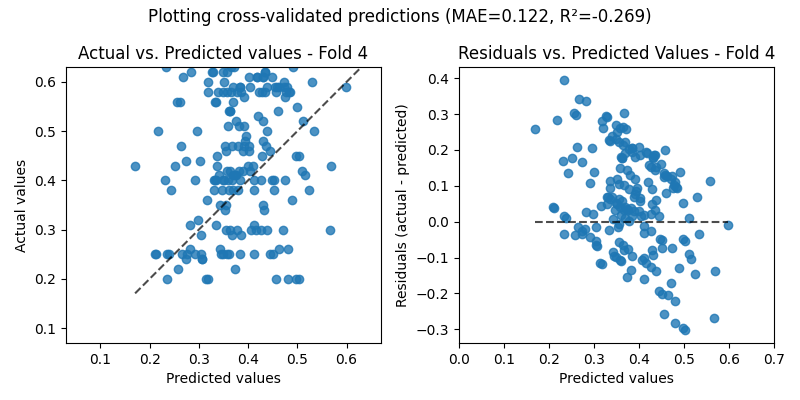 Plotting cross-validated predictions (MAE=0.122, R²=-0.269)
Actual vs. Predicted values - Fold 4
Actual values
0.6
0.5
0.4
0.3
0.2
0.1
0.1 0.2 0.3 0.4 0.5 0.6
Predicted values
Residuals vs. Predicted Values - Fold 4
Residuals (actual - predicted)
0.4
0.3
0.2
0.1
0.0
−0.1
−0.2
−0.3
0.0 0.1 0.2 0.3 0.4 0.5 0.6 0.7
Predicted values